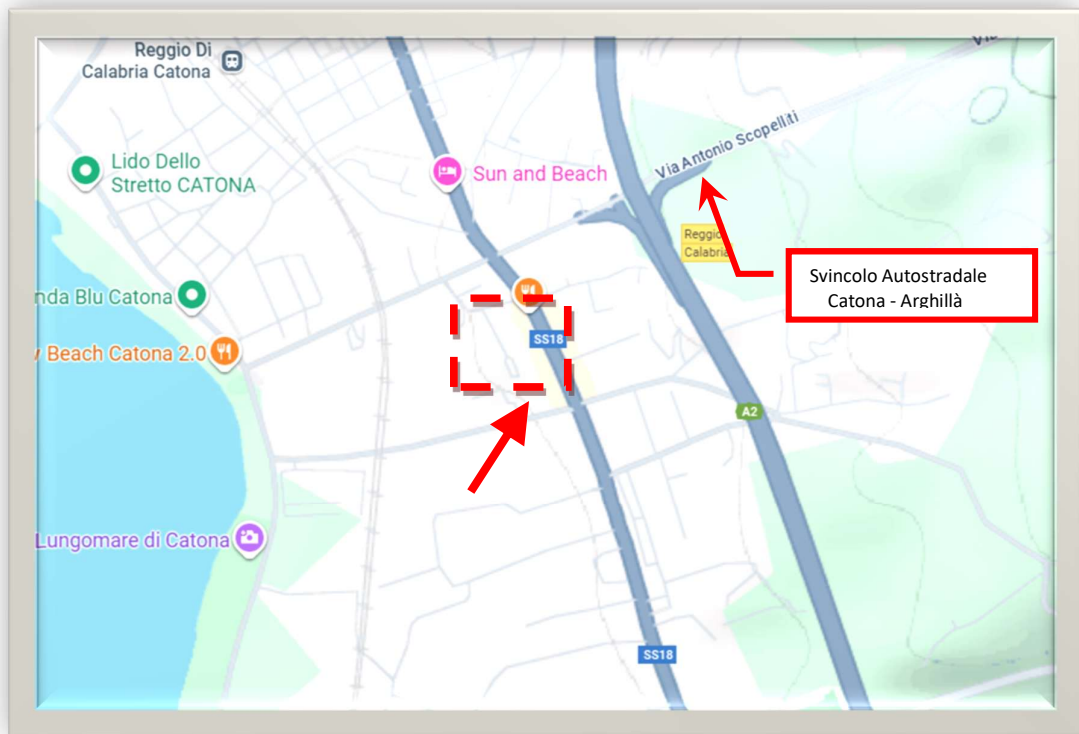 Reggio Di
Calabria Catona
Lido Dello
Stretto CATONA
Sun and Beach
Via Antonio Scopelliti
Reggio
Calabria
Svincolo Autostradale
Catona - Arghillà
nda Blu Catona
SS18
Beach Catona 2.0
A2
Lungomare di Catona
SS18